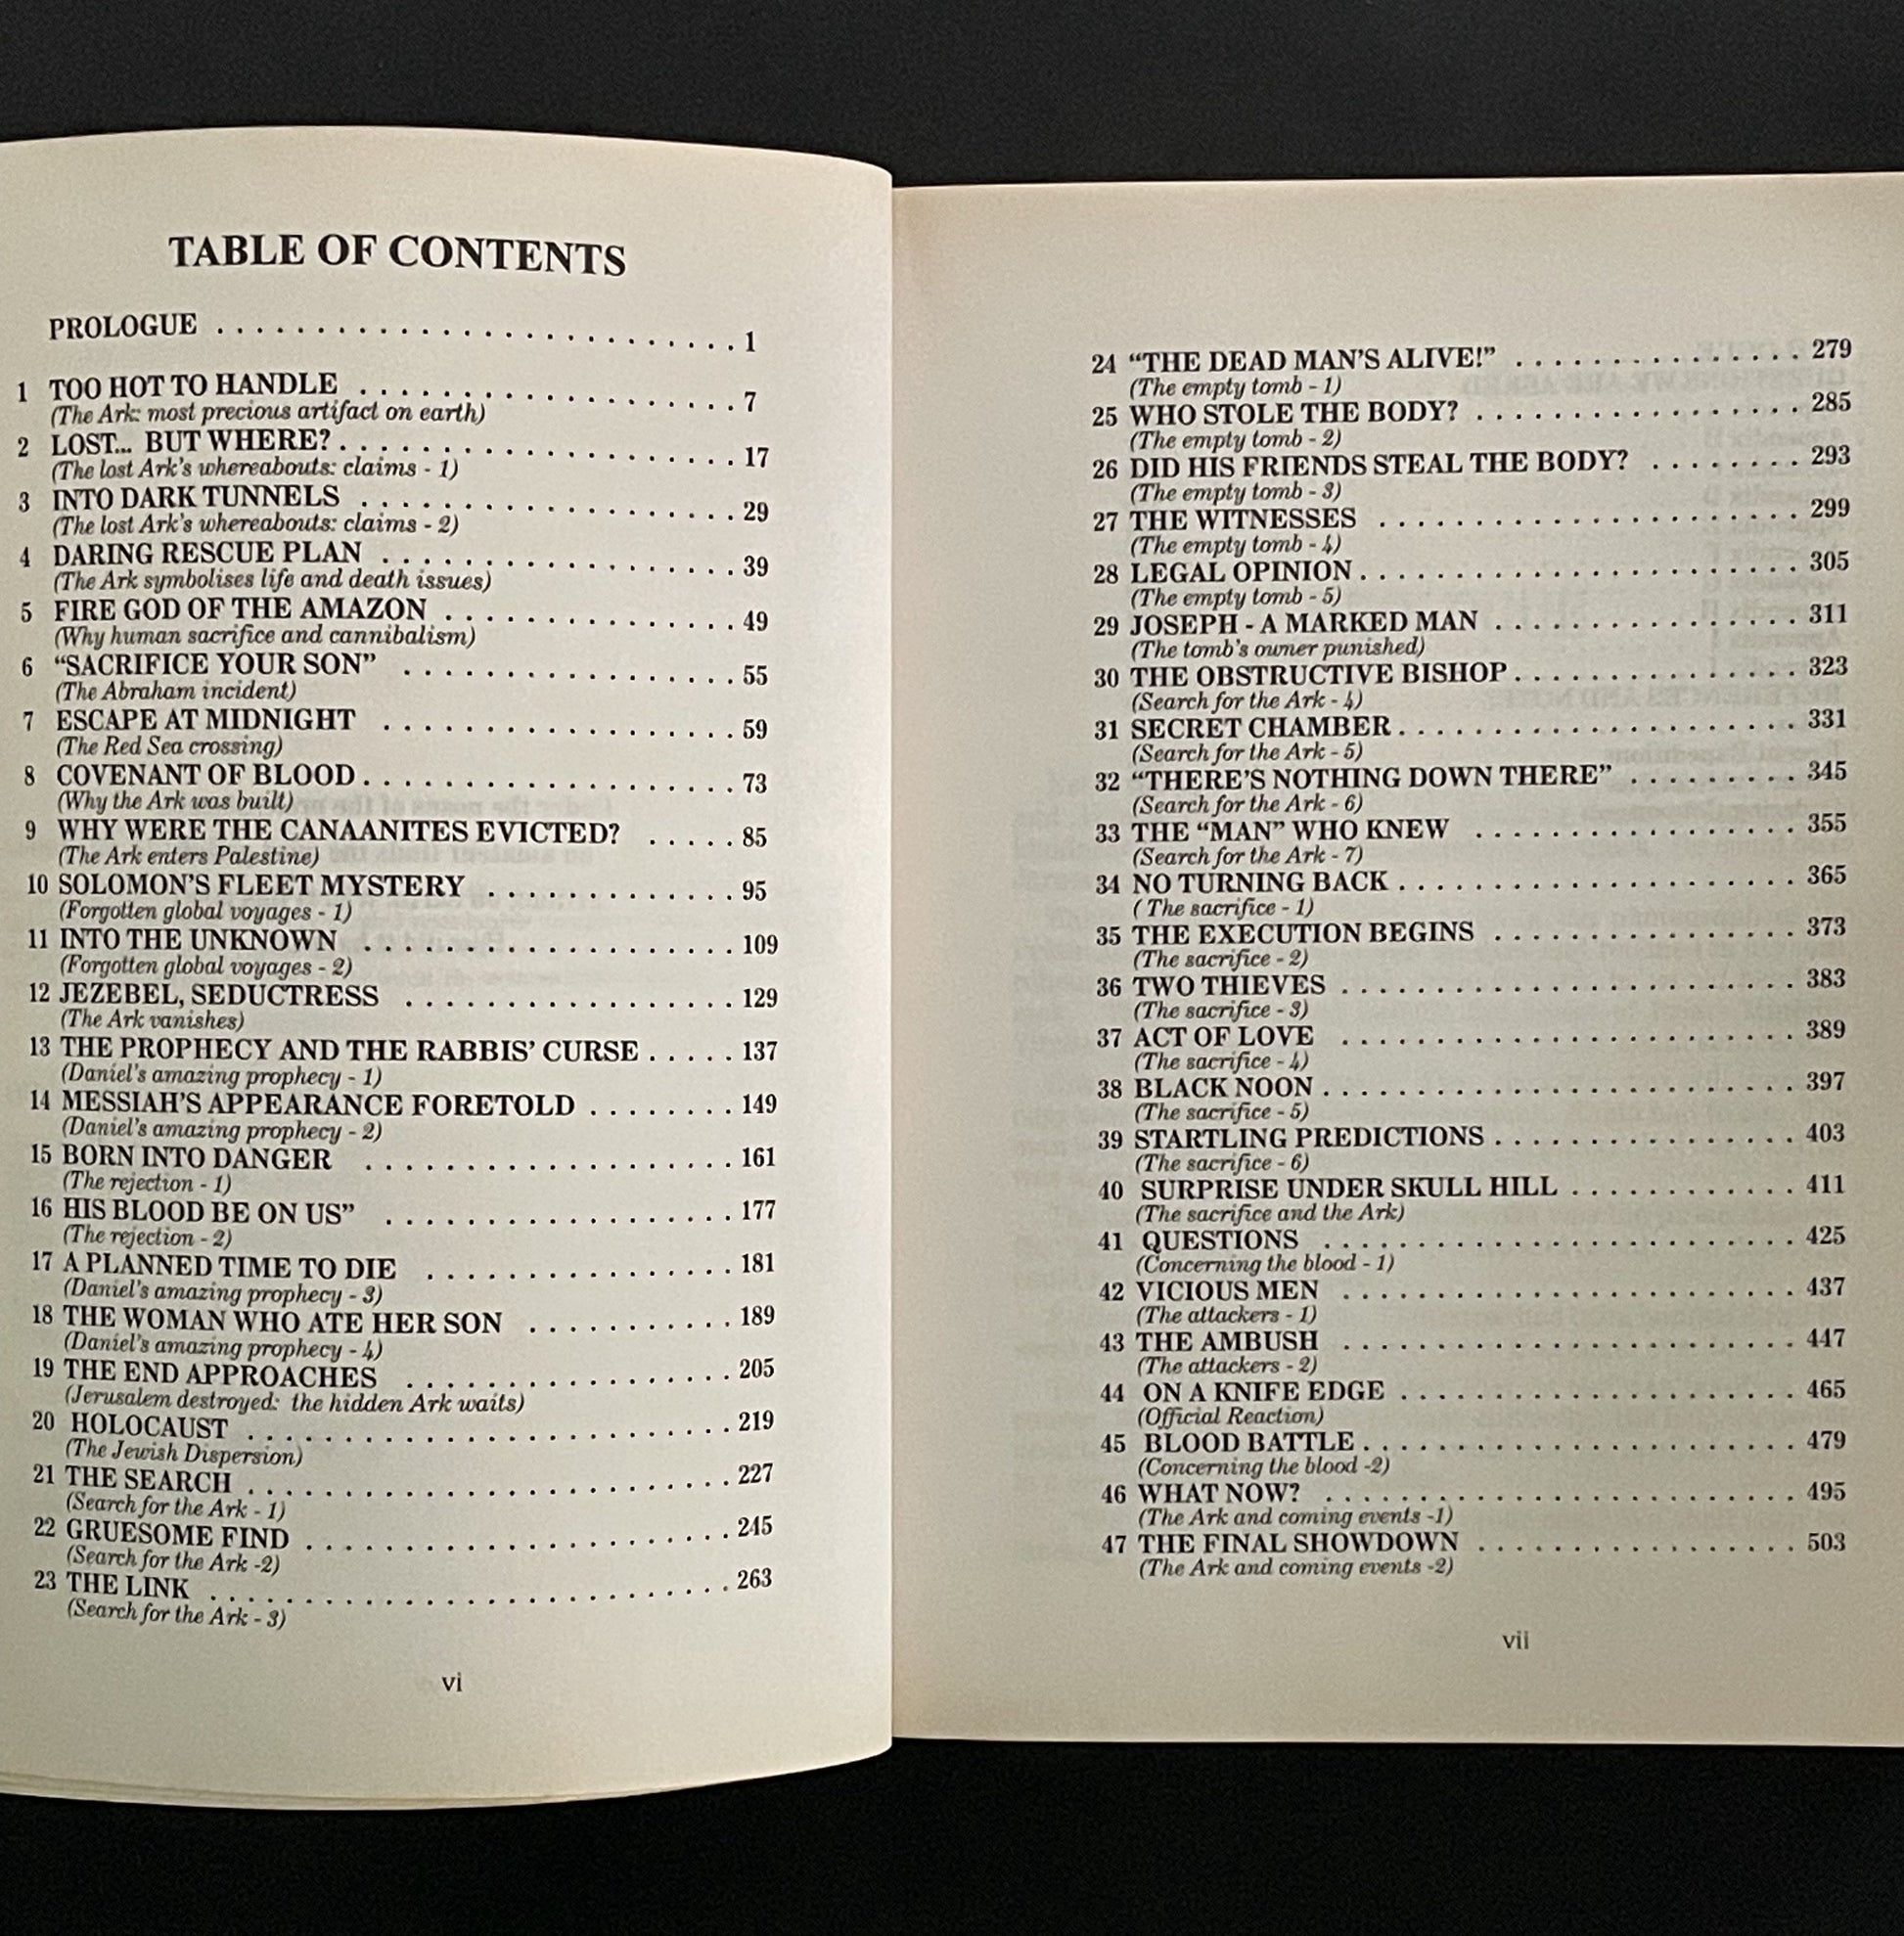 TABLE OF CONTENTS
PROLOGUE . . . . . . . . . . . . . . . . . . . . . . . . . . 1
1 TOO HOT TO HANDLE . . . . . . . . . . . . . . . . . . . 7
(The Ark: most precious artifact on earth)
2 LOST... BUT WHERE? . . . . . . . . . . . . . . . . . . . . 17
(The lost Ark's whereabouts: claims - 1)
3 INTO DARK TUNNELS . . . . . . . . . . . . . . . . . . . 29
(The lost Ark's whereabouts: claims - 2)
4 DARING RESCUE PLAN . . . . . . . . . . . . . . . . . . 39
(The Ark symbolises life and death issues)
5 FIRE GOD OF THE AMAZON . . . . . . . . . . . . . . . 49
(Why human sacrifice and cannibalism)
6 “SACRIFICE YOUR SON” . . . . . . . . . . . . . . . . . 55
(The Abraham incident)
7 ESCAPE AT MIDNIGHT . . . . . . . . . . . . . . . . . . 59
(The Red Sea crossing)
8 COVENANT OF BLOOD . . . . . . . . . . . . . . . . . . . 73
(Why the Ark was built)
9 WHY WERE THE CANAANITES EVICTED? . . . . . 85
(The Ark enters Palestine)
10 SOLOMON'S FLEET MYSTERY . . . . . . . . . . . . . 95
(Forgotten global voyages - 1)
11 INTO THE UNKNOWN . . . . . . . . . . . . . . . . . . . 109
(Forgotten global voyages - 2)
12 JEZEBEL, SEDUCTRESS . . . . . . . . . . . . . . . . . 129
(The Ark vanishes)
13 THE PROPHECY AND THE RABBIS' CURSE . . . . . 137
(Daniel's amazing prophecy - 1)
14 MESSIAH'S APPEARANCE FORETOLD . . . . . . . . 149
(Daniel's amazing prophecy - 2)
15 BORN INTO DANGER . . . . . . . . . . . . . . . . . . . 161
(The rejection - 1)
16 HIS BLOOD BE ON US” . . . . . . . . . . . . . . . . . . 177
(The rejection - 2)
17 A PLANNED TIME TO DIE . . . . . . . . . . . . . . . . 181
(Daniel's amazing prophecy - 3)
18 THE WOMAN WHO ATE HER SON . . . . . . . . . . . 189
(Daniel's amazing prophecy - 4)
19 THE END APPROACHES . . . . . . . . . . . . . . . . . 205
(Jerusalem destroyed: the hidden Ark waits)
20 HOLOCAUST . . . . . . . . . . . . . . . . . . . . . . . . . 219
(The Jewish Dispersion)
21 THE SEARCH . . . . . . . . . . . . . . . . . . . . . . . . . 227
(Search for the Ark - 1)
22 GRUESOME FIND . . . . . . . . . . . . . . . . . . . . . . 245
(Search for the Ark -2)
23 THE LINK . . . . . . . . . . . . . . . . . . . . . . . . . . . 263
(Search for the Ark - 3)
vi
24 “THE DEAD MAN'S ALIVE!” . . . . . . . . . . . . . . . 279
(The empty tomb - 1)
25 WHO STOLE THE BODY? . . . . . . . . . . . . . . . . . 285
(The empty tomb - 2)
26 DID HIS FRIENDS STEAL THE BODY? . . . . . . . . 293
(The empty tomb - 3)
27 THE WITNESSES . . . . . . . . . . . . . . . . . . . . . . 299
(The empty tomb - 4)
28 LEGAL OPINION . . . . . . . . . . . . . . . . . . . . . . . 305
(The empty tomb - 5)
29 JOSEPH - A MARKED MAN . . . . . . . . . . . . . . . . 311
(The tomb's owner punished)
30 THE OBSTRUCTIVE BISHOP . . . . . . . . . . . . . . . 323
(Search for the Ark - 4)
31 SECRET CHAMBER . . . . . . . . . . . . . . . . . . . . . 331
(Search for the Ark - 5)
32 “THERE'S NOTHING DOWN THERE” . . . . . . . . . 345
(Search for the Ark - 6)
33 THE “MAN” WHO KNEW . . . . . . . . . . . . . . . . . 355
(Search for the Ark - 7)
34 NO TURNING BACK . . . . . . . . . . . . . . . . . . . . . 365
( The sacrifice - 1)
35 THE EXECUTION BEGINS . . . . . . . . . . . . . . . . 373
(The sacrifice - 2)
36 TWO THIEVES . . . . . . . . . . . . . . . . . . . . . . . . 383
(The sacrifice - 3)
37 ACT OF LOVE . . . . . . . . . . . . . . . . . . . . . . . . 389
(The sacrifice - 4)
38 BLACK NOON . . . . . . . . . . . . . . . . . . . . . . . . . 397
(The sacrifice - 5)
39 STARTLING PREDICTIONS . . . . . . . . . . . . . . . . 403
(The sacrifice - 6)
40 SURPRISE UNDER SKULL HILL . . . . . . . . . . . . 411
(The sacrifice and the Ark)
41 QUESTIONS . . . . . . . . . . . . . . . . . . . . . . . . . 425
(Concerning the blood - 1)
42 VICIOUS MEN . . . . . . . . . . . . . . . . . . . . . . . . 437
(The attackers - 1)
43 THE AMBUSH . . . . . . . . . . . . . . . . . . . . . . . . 447
(The attackers - 2)
44 ON A KNIFE EDGE . . . . . . . . . . . . . . . . . . . . . 465
(Official Reaction)
45 BLOOD BATTLE . . . . . . . . . . . . . . . . . . . . . . . 479
(Concerning the blood -2)
46 WHAT NOW? . . . . . . . . . . . . . . . . . . . . . . . . . 495
(The Ark and coming events -1)
47 THE FINAL SHOWDOWN . . . . . . . . . . . . . . . . . 503
(The Ark and coming events -2)
vii